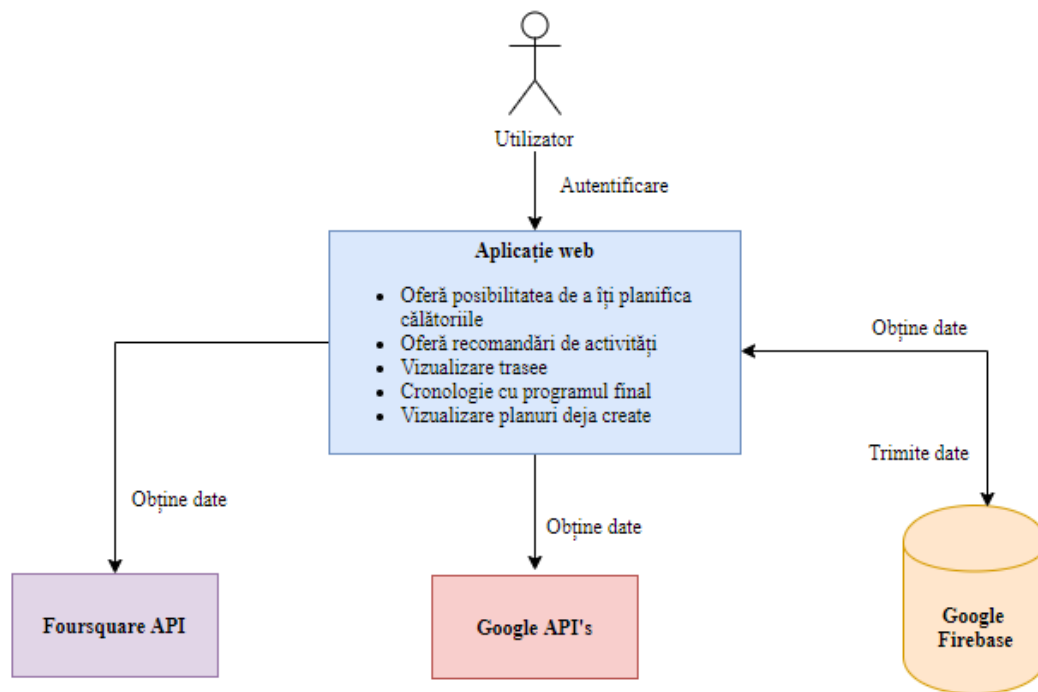 Utilizator
Autentificare
Aplicație web
• Oferă posibilitatea de a îți planifica
călătoriile
• Oferă recomandări de activități
• Vizualizare trasee
• Cronologie cu programul final
• Vizualizare planuri deja create
Obține date
Trimite date
Obține date
Obține date
Foursquare API
Google API's
Google
Firebase